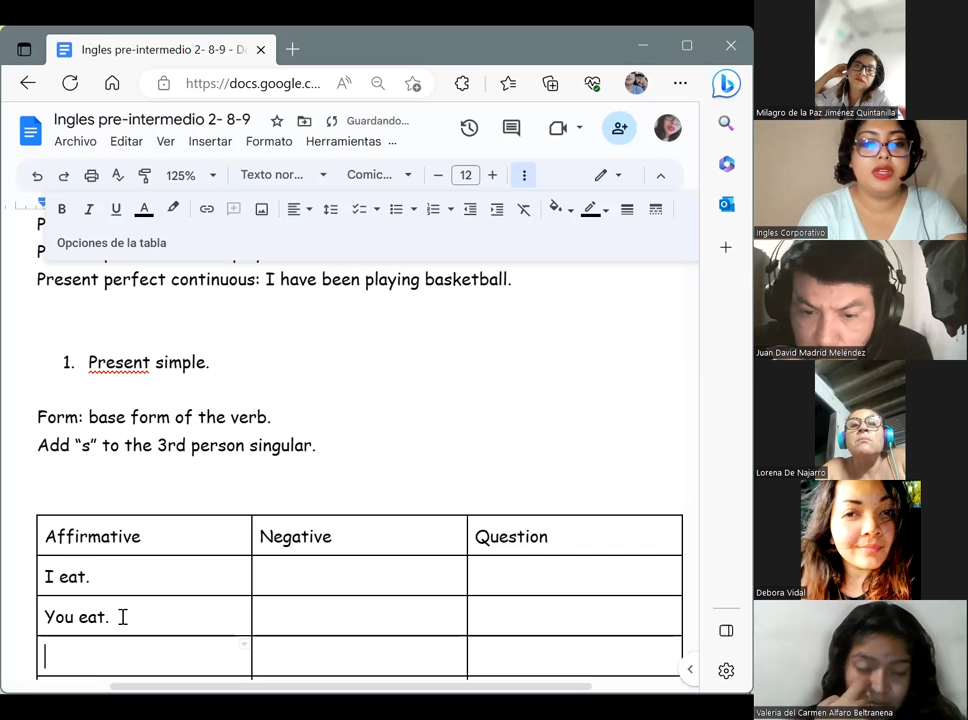 Ingles pre-intermedio 2- 8-9 - Do
https://docs.google.c...
Ingles pre-intermedio 2- 8-9
Guardando...
Archivo Editar Ver Insertar Formato Herramientas ...
125% Texto nor... Comic... 12
Opciones de la tabla
Present perfect continuous: I have been playing basketball.
1. Present simple.
Form: base form of the verb.
Add “s” to the 3rd person singular.
Affirmative Negative Question
I eat.
You eat.
Milagro de la Paz Jiménez Quintanilla
Ingles Corporativo
Juan David Madrid Meléndez
Lorena De Najarro
Debora Vidal
Valeria del Carmen Alfaro Beltranena